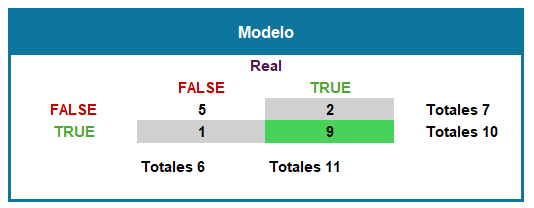 Modelo
Real
FALSE TRUE
FALSE 5 2 Totales 7
TRUE 1 9 Totales 10
Totales 6 Totales 11